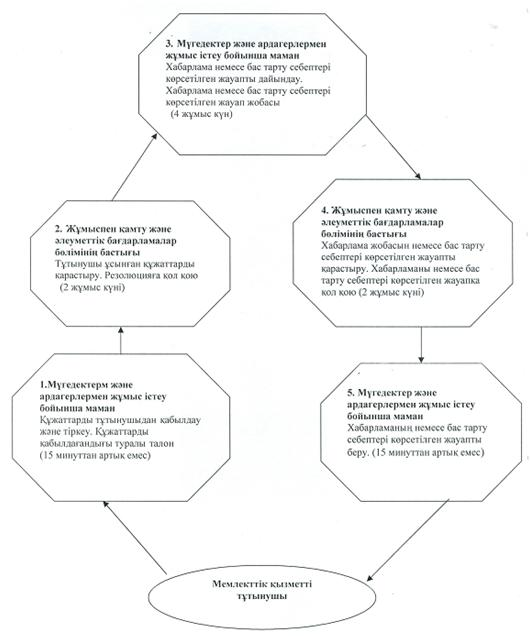 3. Мүгедектер және ардагерлермен
жұмыс істеу бойынша маман
Хабарлама немесе бас тарту себептері
көрсетілген жауапты дайындау.
Хабарлама немесе бас тарту себептері
көрсетілген жауап жобасы
(4 жұмыс күн)
2. Жұмыспен қамту және
әлеуметтік бағдарламалар
бөлімінің бастығы
Тұтынушы ұсынған құжаттарды
қарастыру. Резолюцияға қол қою
(2 жұмыс күні)
4. Жұмыспен қамту және
әлеуметтік бағдарламалар
бөлімінің бастығы
Хабарлама жобасын немесе бас тарту
себептері көрсетілген жауапты
қарастыру. Хабарламаны немесе бас
тарту себептері көрсетілген жауапка
қол қою (2 жұмыс күні)
1.Мүгедектерм және
ардагерлермен жұмыс істеу
бойынша маман
Құжаттарды тұтынушыдан қабылдау
және тіркеу. Құжаттарды
қабылдағандығы туралы талон
(15 минуттан артық емес)
5. Мүгедектер және
ардагерлермен жұмыс істеу
бойынша маман
Хабарламаның немесе бас тарту
себептері көрсетілген жауапты
беру. (15 минуттан артық емес)
Мемлекттік қызметті
тұтынушы